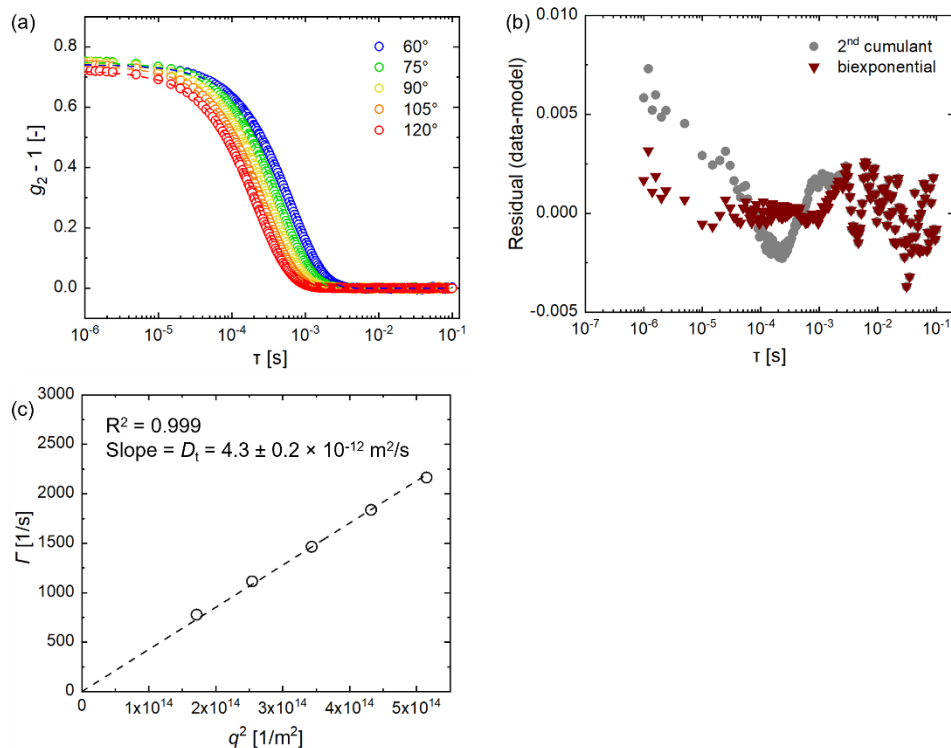 (a)
0.8
0.6
0.4
0.2
0.0
g₂ - 1 [-]
60°
75°
90°
105°
120°
10⁻⁶ 10⁻⁵ 10⁻⁴ 10⁻³ 10⁻² 10⁻¹
τ [s]
(b)
0.010
0.005
0.000
-0.005
Residual (data-model)
2ⁿᵈ cumulant
biexponential
10⁻⁷ 10⁻⁶ 10⁻⁵ 10⁻⁴ 10⁻³ 10⁻² 10⁻¹
τ [s]
(c)
3000
2500
2000
1500
1000
500
0
Γ [1/s]
R² = 0.999
Slope = Dₜ = 4.3 ± 0.2 × 10⁻¹² m²/s
0 1x10¹⁴ 2x10¹⁴ 3x10¹⁴ 4x10¹⁴ 5x10¹⁴
q² [1/m²]